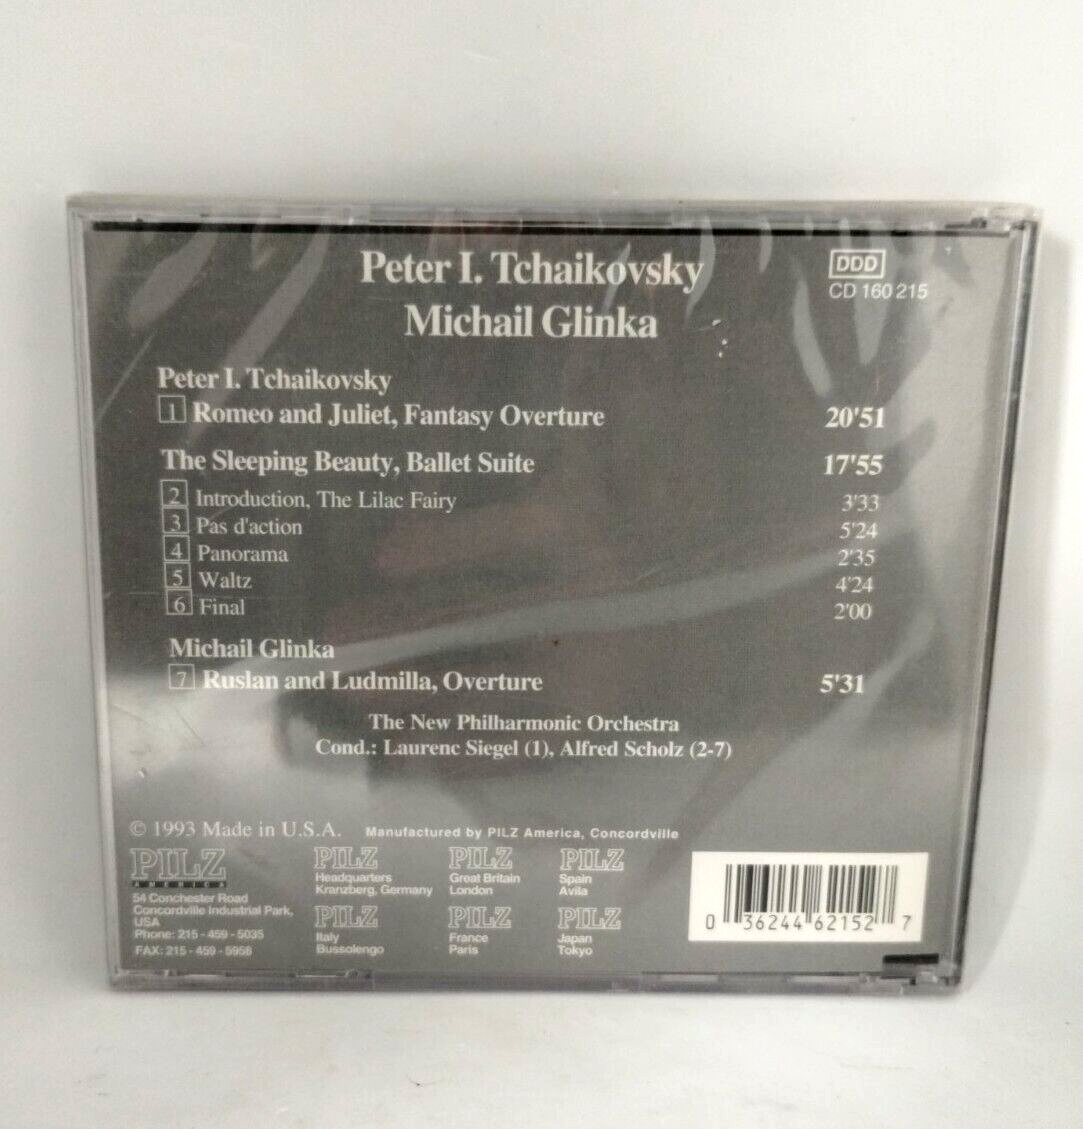 Peter I. Tchaikovsky
Michail Glinka
DDD
CD 160 215
Peter I. Tchaikovsky
1 Romeo and Juliet, Fantasy Overture 20'51
The Sleeping Beauty, Ballet Suite 17'55
2 Introduction, The Lilac Fairy 3'33
3 Pas d'action 5'24
4 Panorama 2'35
5 Waltz 4'24
6 Final 2'00
Michail Glinka
7 Ruslan and Ludmilla, Overture 5'31
The New Philharmonic Orchestra
Cond.: Laurenc Siegel (1), Alfred Scholz (2-7)
© 1993 Made in U.S.A. Manufactured by PILZ America, Concordville
PILZ
AMERICA
54 Conchester Road
Concordville Industrial Park,
USA
Phone: 215 - 459 - 5035
FAX: 215 - 459 - 5958
PILZ
Headquarters
Kranzberg, Germany
PILZ
Great Britain
London
PILZ
Spain
Avila
PILZ
Italy
Bussolengo
PILZ
France
Paris
PILZ
Japan
Tokyo
0 36244 62152 7